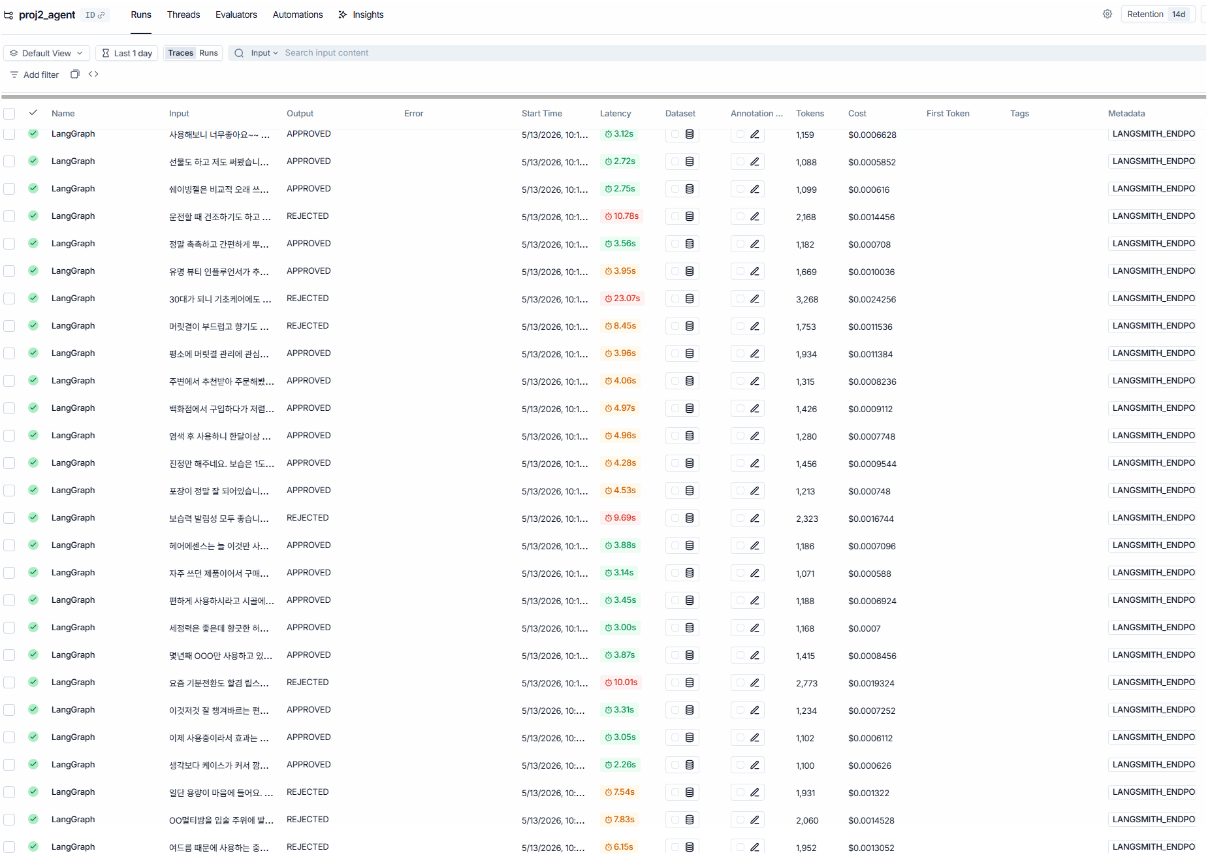 proj2_agent ID Runs Threads Evaluators Automations Insights Retention 14d
Default View Last 1 day Traces Runs Input Search input content
Add filter
Name Input Output Error Start Time Latency Dataset Annotation ... Tokens Cost First Token Tags Metadata
LangGraph 사용해보니 너무좋아요~~ ... APPROVED 5/13/2026, 10:1... 3.12s 1,159 $0.0006628 LANGSMITH_ENDPO
LangGraph 선물도 하고 저도 써봤습니... APPROVED 5/13/2026, 10:1... 2.72s 1,088 $0.0005852 LANGSMITH_ENDPO
LangGraph 쉐이빙젤은 비교적 오래 쓰... APPROVED 5/13/2026, 10:1... 2.75s 1,099 $0.000616 LANGSMITH_ENDPO
LangGraph 운전할 때 건조하기도 하고 ... REJECTED 5/13/2026, 10:1... 10.78s 2,168 $0.0014456 LANGSMITH_ENDPO
LangGraph 정말 촉촉하고 간편하게 뿌... APPROVED 5/13/2026, 10:1... 3.56s 1,182 $0.000708 LANGSMITH_ENDPO
LangGraph 유명 뷰티 인플루언서가 추... APPROVED 5/13/2026, 10:1... 3.95s 1,669 $0.0010036 LANGSMITH_ENDPO
LangGraph 30대가 되니 기초케어에도 ... REJECTED 5/13/2026, 10:1... 23.07s 3,268 $0.0024256 LANGSMITH_ENDPO
LangGraph 머릿결이 부드럽고 향기도 ... REJECTED 5/13/2026, 10:1... 8.45s 1,753 $0.0011536 LANGSMITH_ENDPO
LangGraph 평소에 머릿결 관리에 관심... APPROVED 5/13/2026, 10:1... 3.96s 1,934 $0.0011384 LANGSMITH_ENDPO
LangGraph 주변에서 추천받아 주문해봤... APPROVED 5/13/2026, 10:1... 4.06s 1,315 $0.0008236 LANGSMITH_ENDPO
LangGraph 백화점에서 구입하다가 저렴... APPROVED 5/13/2026, 10:1... 4.97s 1,426 $0.0009112 LANGSMITH_ENDPO
LangGraph 염색 후 사용하니 한달이상 ... APPROVED 5/13/2026, 10:1... 4.96s 1,280 $0.0007748 LANGSMITH_ENDPO
LangGraph 진정만 해주네요. 보습은 1도... APPROVED 5/13/2026, 10:1... 4.28s 1,456 $0.0009544 LANGSMITH_ENDPO
LangGraph 포장이 정말 잘 되어있습니... APPROVED 5/13/2026, 10:1... 4.53s 1,213 $0.000748 LANGSMITH_ENDPO
LangGraph 보습력 발림성 모두 좋습니... REJECTED 5/13/2026, 10:1... 9.69s 2,323 $0.0016744 LANGSMITH_ENDPO
LangGraph 헤어에센스는 늘 이것만 사... APPROVED 5/13/2026, 10:1... 3.88s 1,186 $0.0007096 LANGSMITH_ENDPO
LangGraph 자주 쓰던 제품이어서 구매... APPROVED 5/13/2026, 10:1... 3.14s 1,071 $0.000588 LANGSMITH_ENDPO
LangGraph 편하게 사용하시라고 시골에... APPROVED 5/13/2026, 10:1... 3.45s 1,188 $0.0006924 LANGSMITH_ENDPO
LangGraph 세정력은 좋은데 향긋한 허... APPROVED 5/13/2026, 10:1... 3.00s 1,168 $0.0007 LANGSMITH_ENDPO
LangGraph 몇년째 OOO만 사용하고 있... APPROVED 5/13/2026, 10:1... 3.87s 1,415 $0.0008456 LANGSMITH_ENDPO
LangGraph 요즘 기분전환도 할겸 립스... REJECTED 5/13/2026, 10:1... 10.01s 2,773 $0.0019324 LANGSMITH_ENDPO
LangGraph 이것저것 잘 챙겨바르는 편... APPROVED 5/13/2026, 10:... 3.31s 1,234 $0.0007252 LANGSMITH_ENDPO
LangGraph 이제 사용중이라서 효과는 ... APPROVED 5/13/2026, 10:... 3.05s 1,102 $0.0006112 LANGSMITH_ENDPO
LangGraph 생각보다 케이스가 커서 깜... APPROVED 5/13/2026, 10:... 2.26s 1,100 $0.000626 LANGSMITH_ENDPO
LangGraph 일단 용량이 마음에 들어요. ... REJECTED 5/13/2026, 10:... 7.54s 1,931 $0.001322 LANGSMITH_ENDPO
LangGraph OO멀티밤을 입술 주위에 발... REJECTED 5/13/2026, 10:... 7.83s 2,060 $0.0014528 LANGSMITH_ENDPO
LangGraph 여드름 때문에 사용하는 중... REJECTED 5/13/2026, 10:... 6.15s 1,952 $0.0013052 LANGSMITH_ENDPO